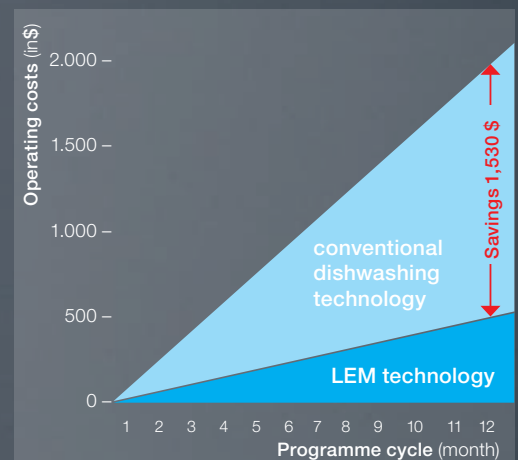 Operating costs (in$)
2.000 –
1.500 –
1.000 –
500 –
0 –
conventional
dishwashing
technology
Savings 1,530 $
LEM technology
1 2 3 4 5 6 7 8 9 10 11 12
Programme cycle (month)